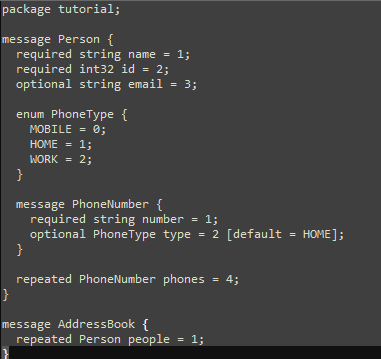 package tutorial;
message Person {
  required string name = 1;
  required int32 id = 2;
  optional string email = 3;
  enum PhoneType {
    MOBILE = 0;
    HOME = 1;
    WORK = 2;
  }
  message PhoneNumber {
    required string number = 1;
    optional PhoneType type = 2 [default = HOME];
  }
  repeated PhoneNumber phones = 4;
}
message AddressBook {
  repeated Person people = 1;
}